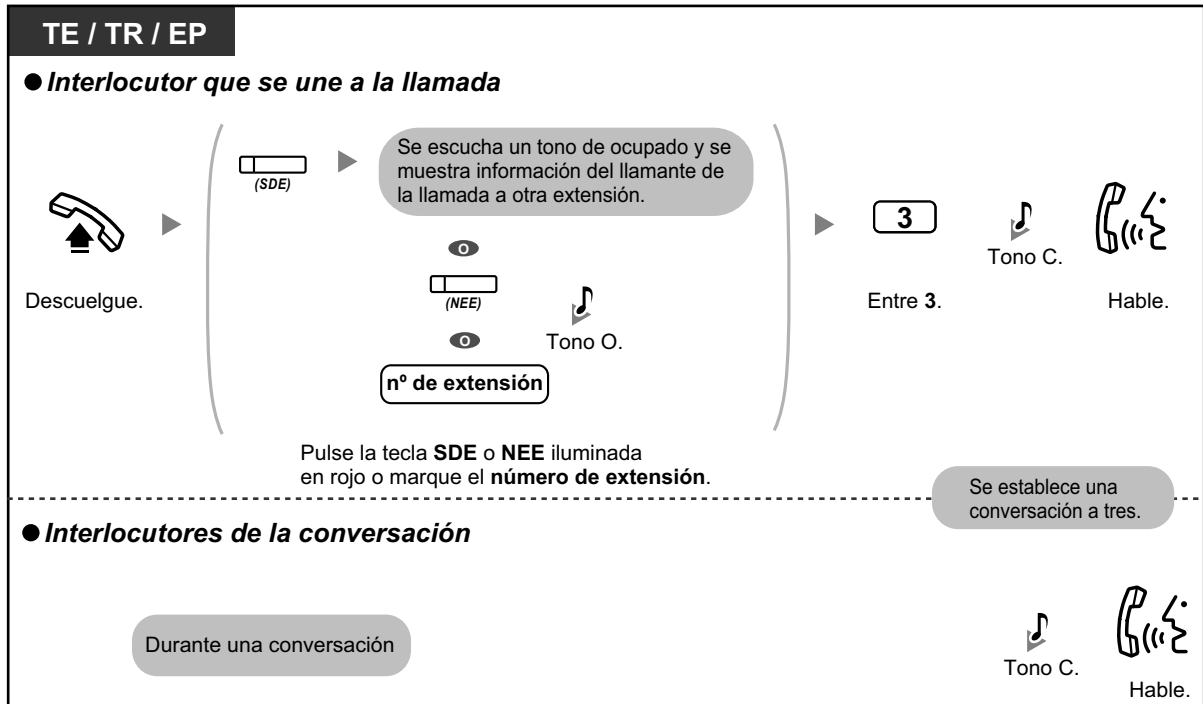 TE / TR / EP
● Interlocutor que se une a la llamada
(SDE)
Se escucha un tono de ocupado y se
muestra información del llamante de
la llamada a otra extensión.
O
(NEE)
O
Tono O.
nº de extensión
Descuelgue.
Pulse la tecla SDE o NEE iluminada
en rojo o marque el número de extensión.
3
Entre 3.
Tono C.
Hable.
Se establece una
conversación a tres.
● Interlocutores de la conversación
Durante una conversación
Tono C.
Hable.